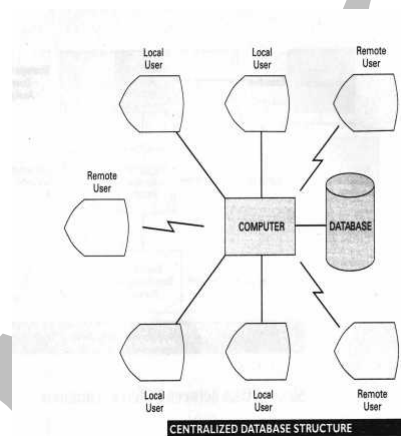 Local
User
Local
User
Remote
User
Remote
User
COMPUTER
DATABASE
Local
User
Local
User
Remote
User
CENTRALIZED DATABASE STRUCTURE